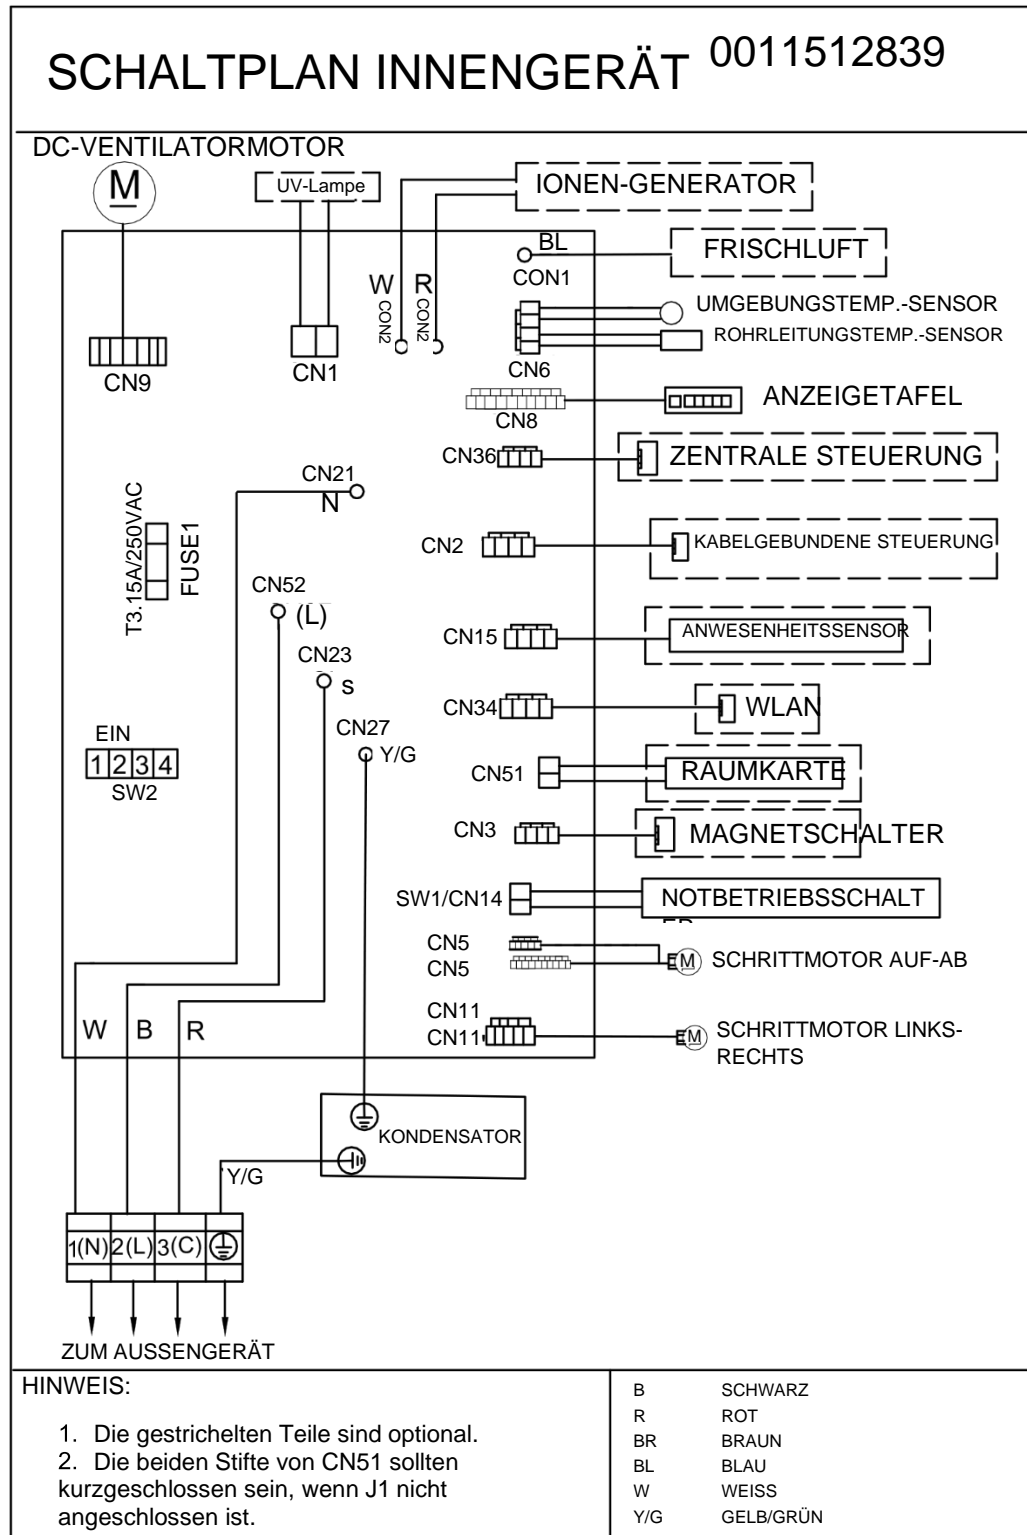 SCHALTPLAN INNENGERÄT 0011512839
DC-VENTILATORMOTOR
M
UV-Lampe
IONEN-GENERATOR
BL
FRISCHLUFT
CON1
W R
CON2 CON2
UMGEBUNGSTEMP.-SENSOR
ROHRLEITUNGSTEMP.-SENSOR
CN9
CN1
CN6
ANZEIGETAFEL
CN8
CN36
ZENTRALE STEUERUNG
CN21
N
T3.15A/250VAC
FUSE1
CN2
KABELGEBUNDENE STEUERUNG
CN52
(L)
CN15
ANWESENHEITSSENSOR
CN23
s
CN34
WLAN
CN27
Y/G
EIN
1 2 3 4
SW2
CN51
RAUMKARTE
CN3
MAGNETSCHALTER
SW1/CN14
NOTBETRIEBSSCHALT
CN5
CN5
M
SCHRITTMOTOR AUF-AB
CN11
CN11
M
SCHRITTMOTOR LINKS-
RECHTS
W B R
KONDENSATOR
Y/G
1(N) 2(L) 3(C)
ZUM AUSSENGERÄT
HINWEIS:
1. Die gestrichelten Teile sind optional.
2. Die beiden Stifte von CN51 sollten
kurzgeschlossen sein, wenn J1 nicht
angeschlossen ist.
B SCHWARZ
R ROT
BR BRAUN
BL BLAU
W WEISS
Y/G GELB/GRÜN